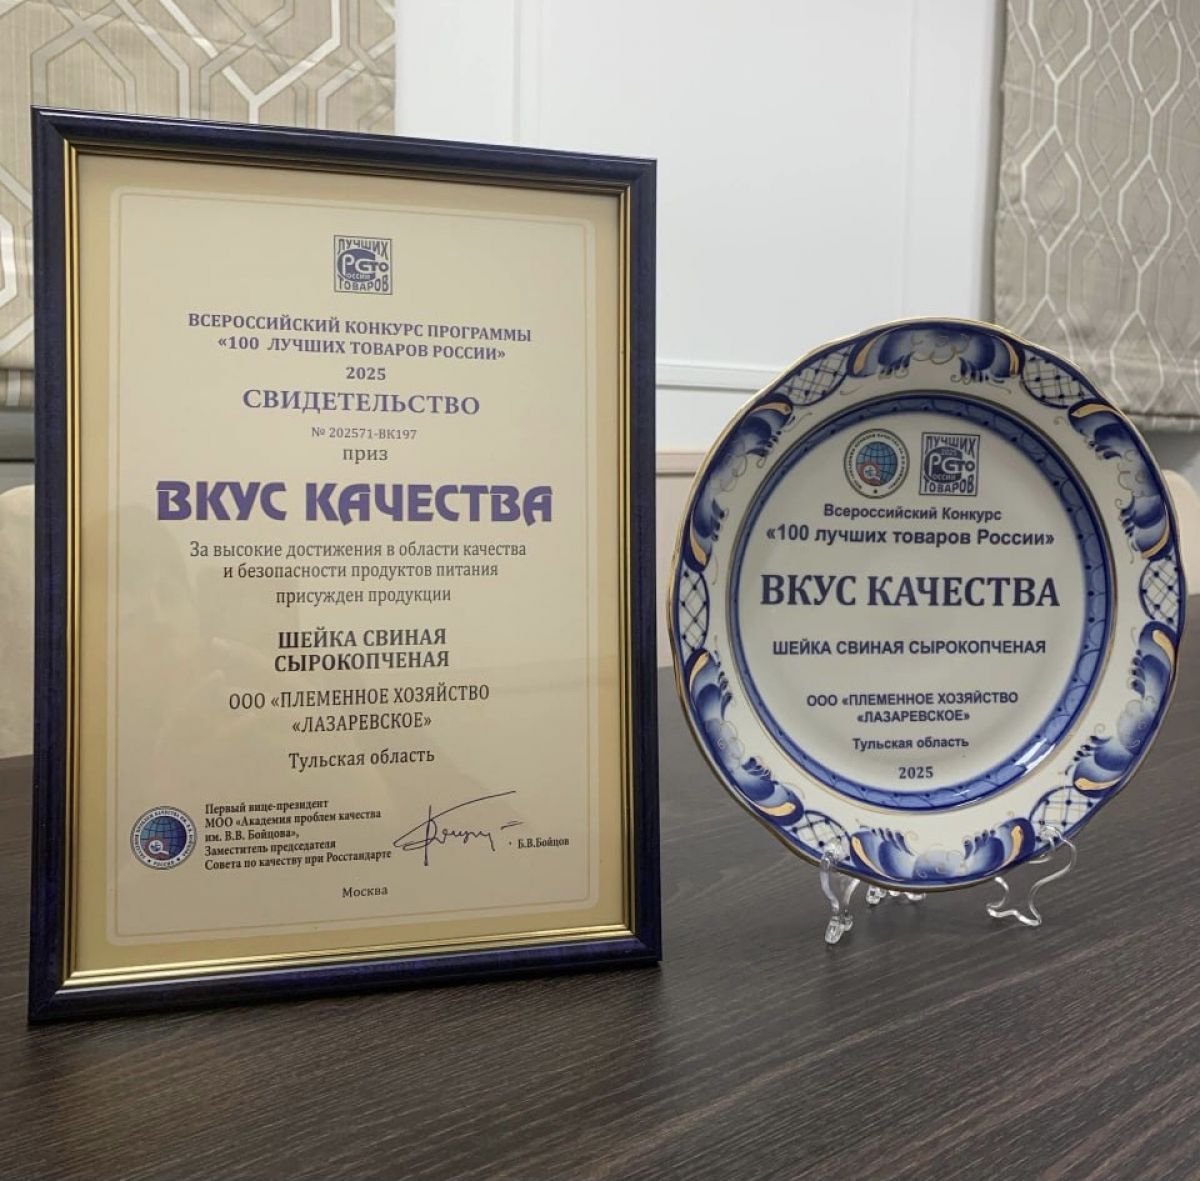 ЛУЧШИХ
РСто
РОССИИ
ТОВАРОВ
ВСЕРОССИЙСКИЙ КОНКУРС ПРОГРАММЫ
«100 ЛУЧШИХ ТОВАРОВ РОССИИ»
2025
СВИДЕТЕЛЬСТВО
№ 202571-ВК197
приз
ВКУС КАЧЕСТВА
За высокие достижения в области качества
и безопасности продуктов питания
присужден продукции
ШЕЙКА СВИНАЯ
СЫРОКОПЧЕНАЯ
ООО «ПЛЕМЕННОЕ ХОЗЯЙСТВО
«ЛАЗАРЕВСКОЕ»
Тульская область
Первый вице-президент
МОО «Академия проблем качества
им. В.В. Бойцова»,
Заместитель председателя
Совета по качеству при Росстандарте
Б.В.Бойцов
Москва
ЛУЧШИХ
РСто
РОССИИ
ТОВАРОВ
Всероссийский Конкурс
«100 лучших товаров России»
ВКУС КАЧЕСТВА
ШЕЙКА СВИНАЯ СЫРОКОПЧЕНАЯ
ООО «ПЛЕМЕННОЕ ХОЗЯЙСТВО
«ЛАЗАРЕВСКОЕ»
Тульская область
2025